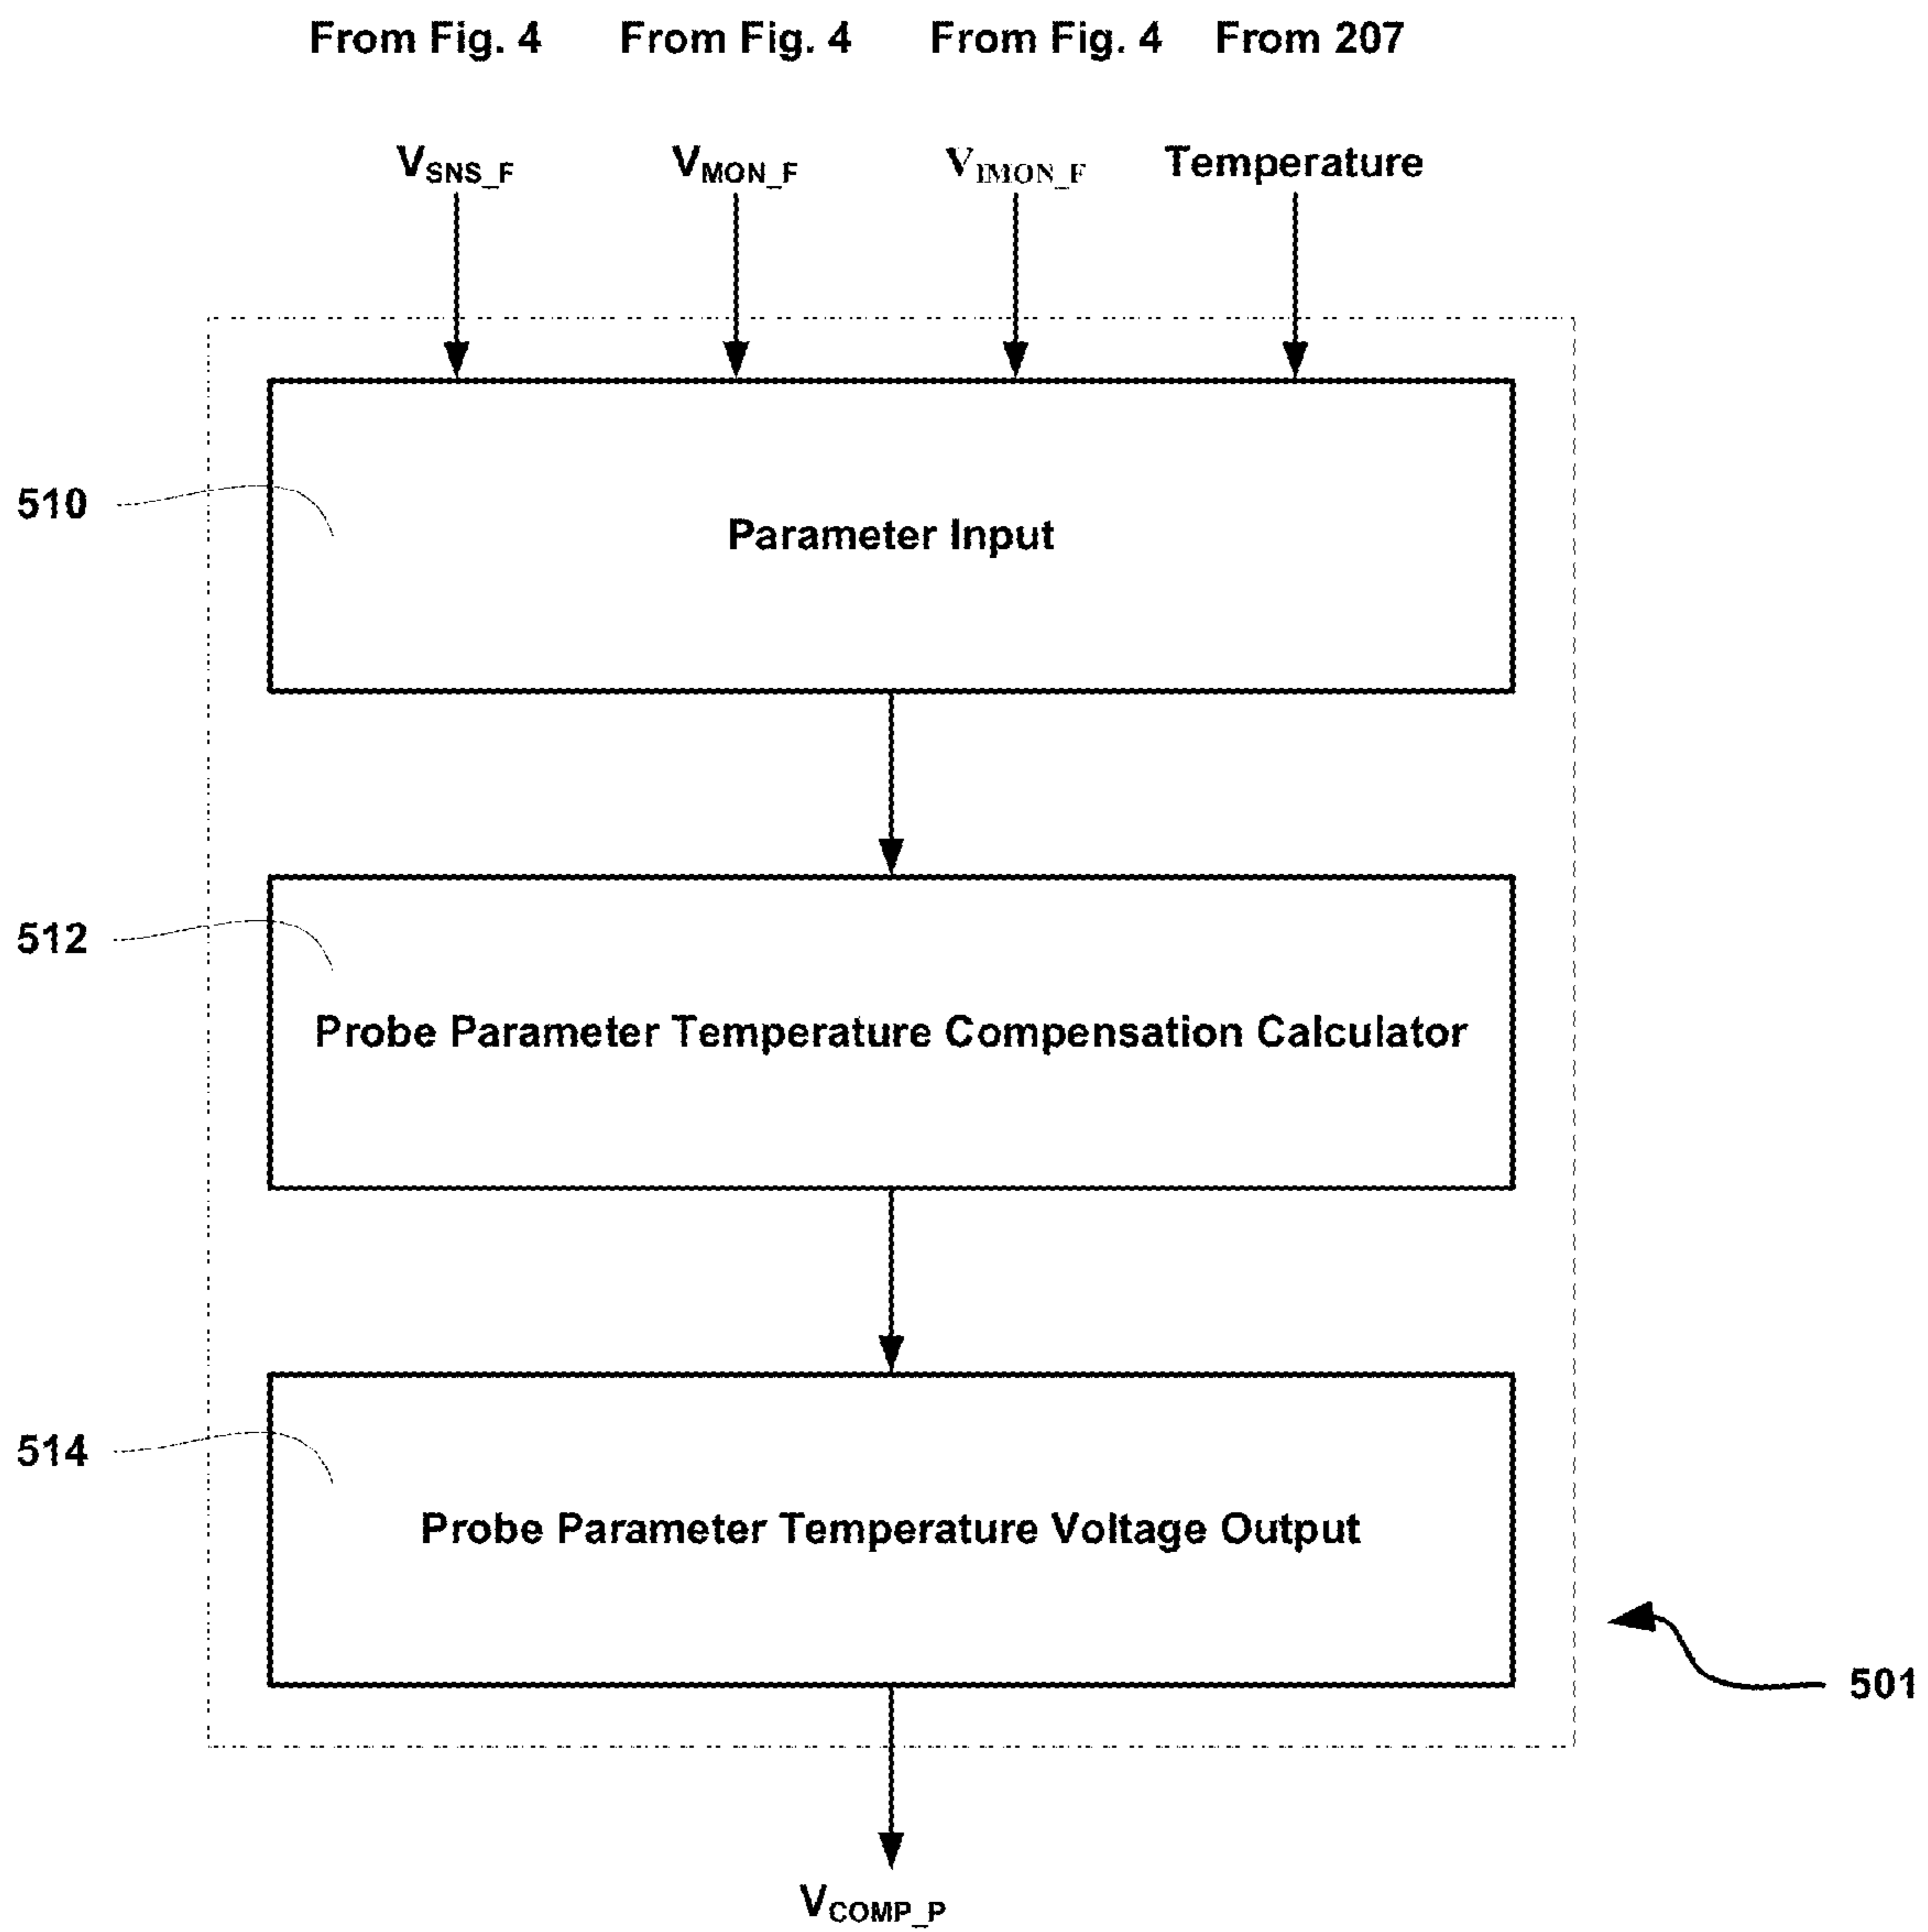 From Fig. 4 From Fig. 4 From Fig. 4 From 207
VSNS_F VMON_F VIMON_F Temperature
510
Parameter Input
512
Probe Parameter Temperature Compensation Calculator
514
Probe Parameter Temperature Voltage Output
501
VCOMP_P